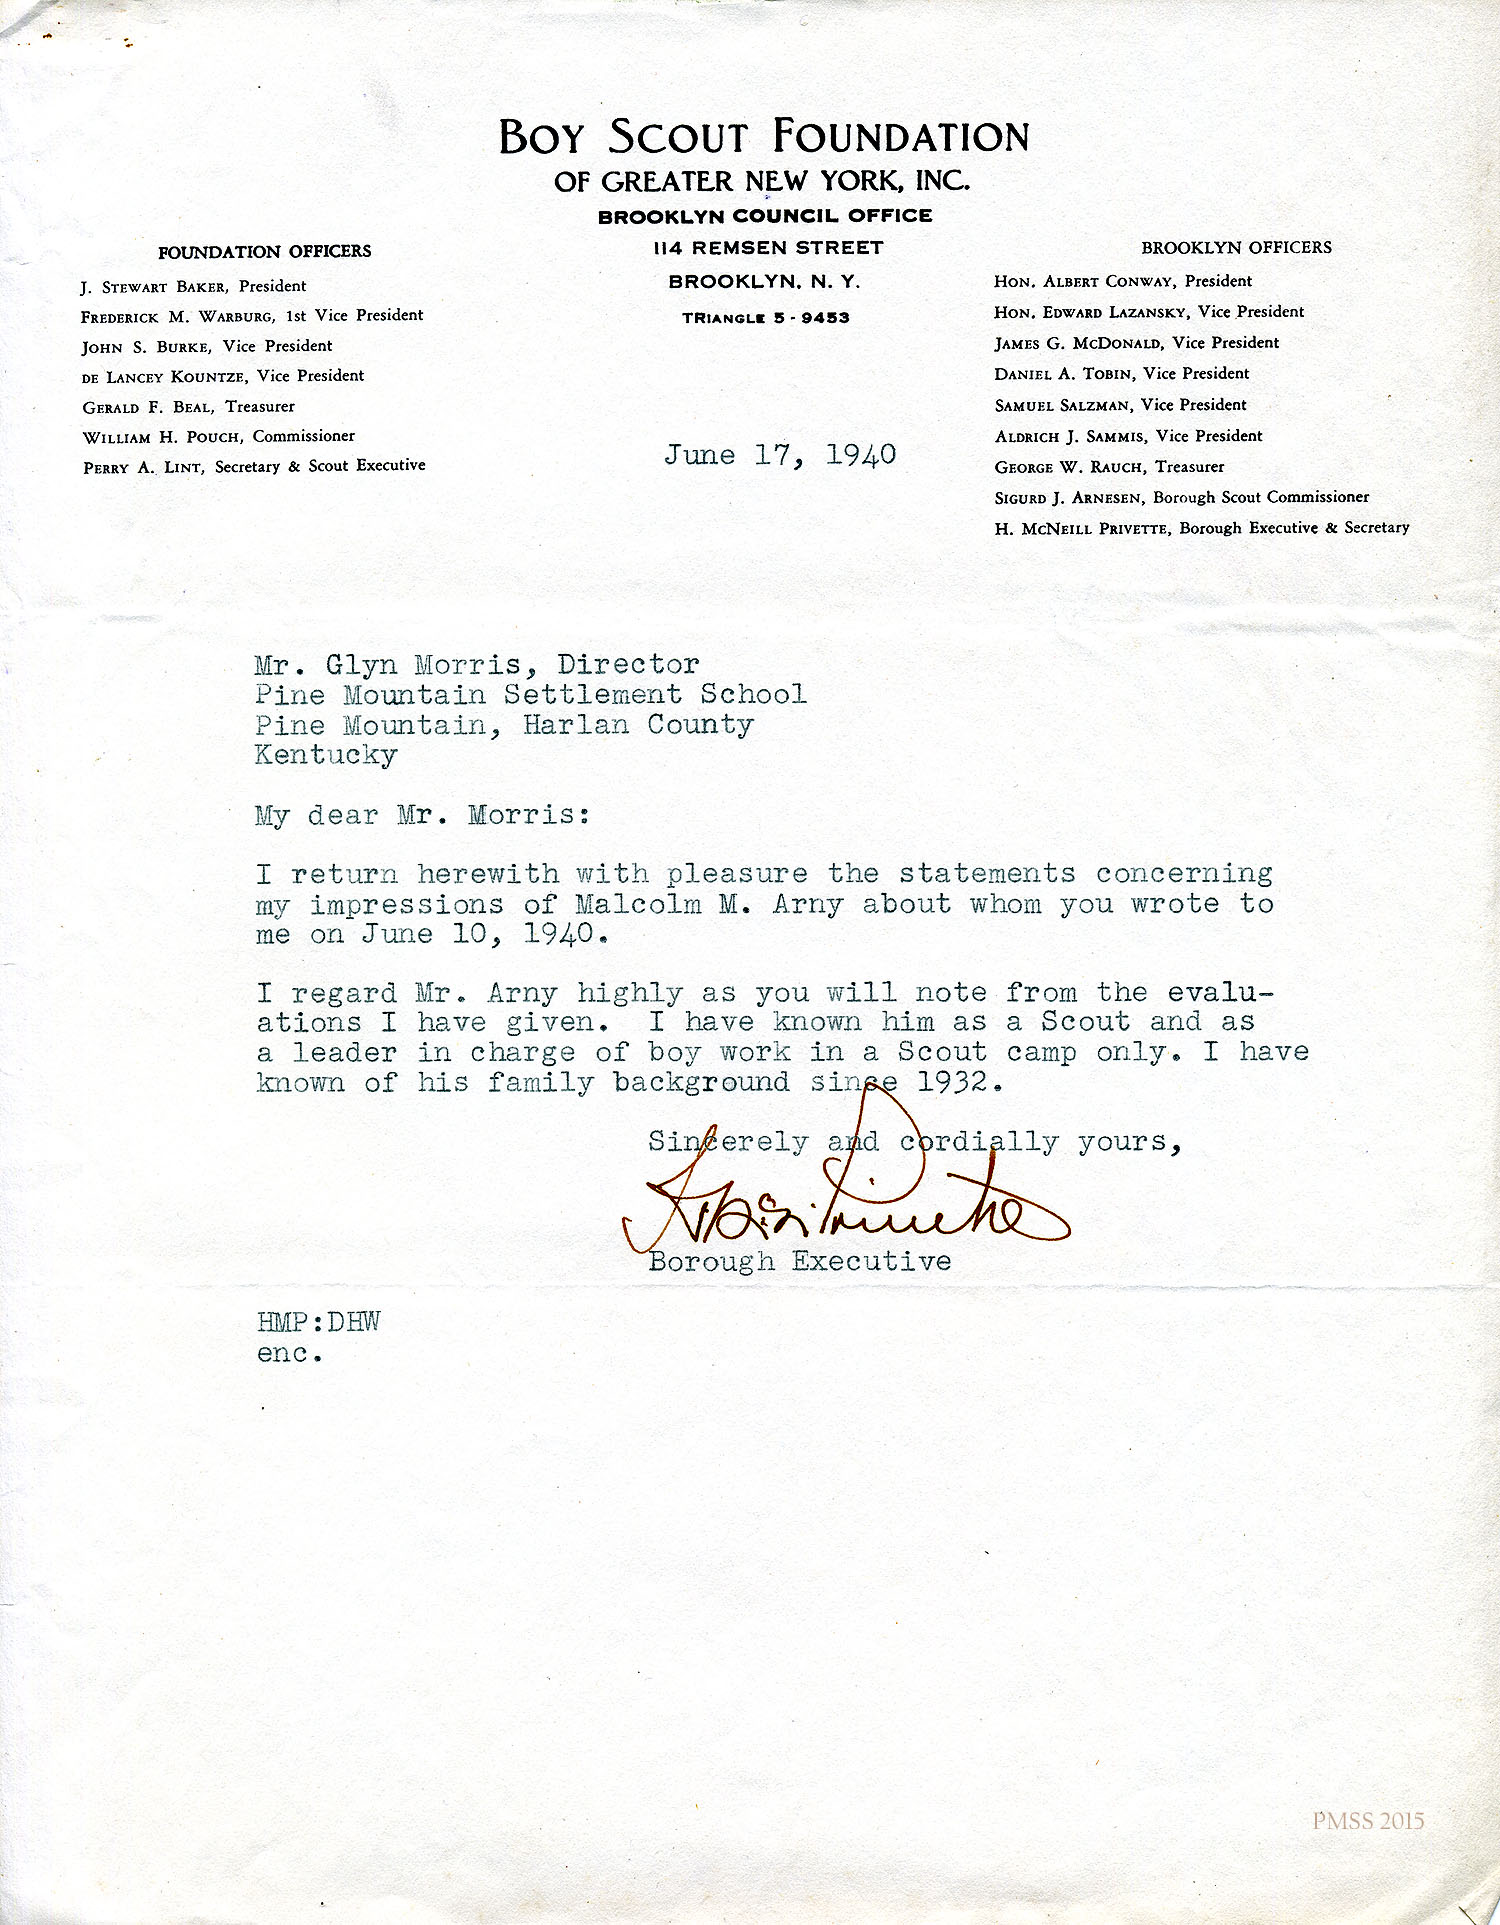 BOY SCOUT FOUNDATION
OF GREATER NEW YORK, INC.
BROOKLYN COUNCIL OFFICE
114 REMSEN STREET
BROOKLYN, N. Y.
TRIANGLE 5 - 9453
FOUNDATION OFFICERS
J. STEWART BAKER, President
FREDERICK M. WARBURG, 1st Vice President
JOHN S. BURKE, Vice President
DE LANCEY KOUNTZE, Vice President
GERALD F. BEAL, Treasurer
WILLIAM H. POUCH, Commissioner
PERRY A. LINT, Secretary & Scout Executive
BROOKLYN OFFICERS
HON. ALBERT CONWAY, President
HON. EDWARD LAZANSKY, Vice President
JAMES G. MCDONALD, Vice President
DANIEL A. TOBIN, Vice President
SAMUEL SALZMAN, Vice President
ALDRICH J. SAMMIS, Vice President
GEORGE W. RAUCH, Treasurer
SIGURD J. ARNESEN, Borough Scout Commissioner
H. MCNEILL PRIVETTE, Borough Executive & Secretary
June 17, 1940
Mr. Glyn Morris, Director
Pine Mountain Settlement School
Pine Mountain, Harlan County
Kentucky
My dear Mr. Morris:
I return herewith with pleasure the statements concerning
my impressions of Malcolm M. Arny about whom you wrote to
me on June 10, 1940.
I regard Mr. Arny highly as you will note from the evalu-
ations I have given. I have known him as a Scout and as
a leader in charge of boy work in a Scout camp only. I have
known of his family background since 1932.
Sincerely and cordially yours,
Borough Executive
HMP:DHW
enc.
PMSS 2015